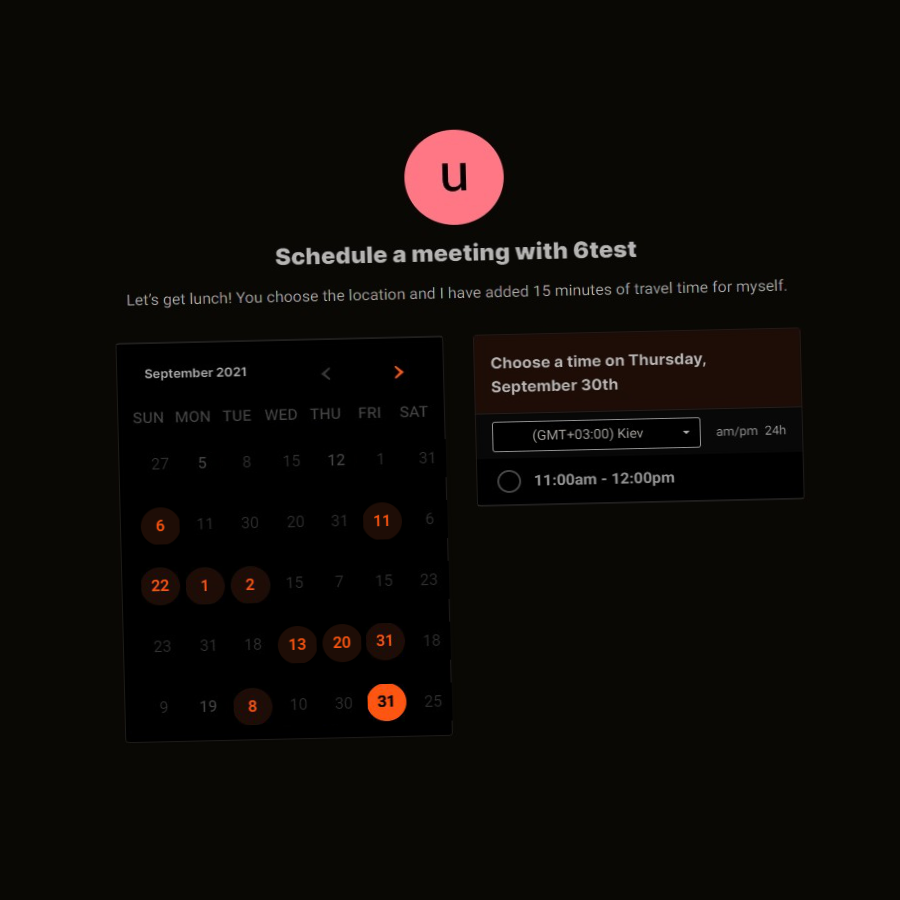 u
Schedule a meeting with 6test
Let's get lunch! You choose the location and I have added 15 minutes of travel time for myself.
September 2021
SUN MON TUE WED THU FRI SAT
27 5 8 15 12 1 31
6 11 30 20 31 11 6
22 1 2 15 7 15 23
23 31 18 13 20 31 18
9 19 8 10 30 31 25
Choose a time on Thursday,
September 30th
(GMT+03:00) Kiev am/pm 24h
11:00am - 12:00pm